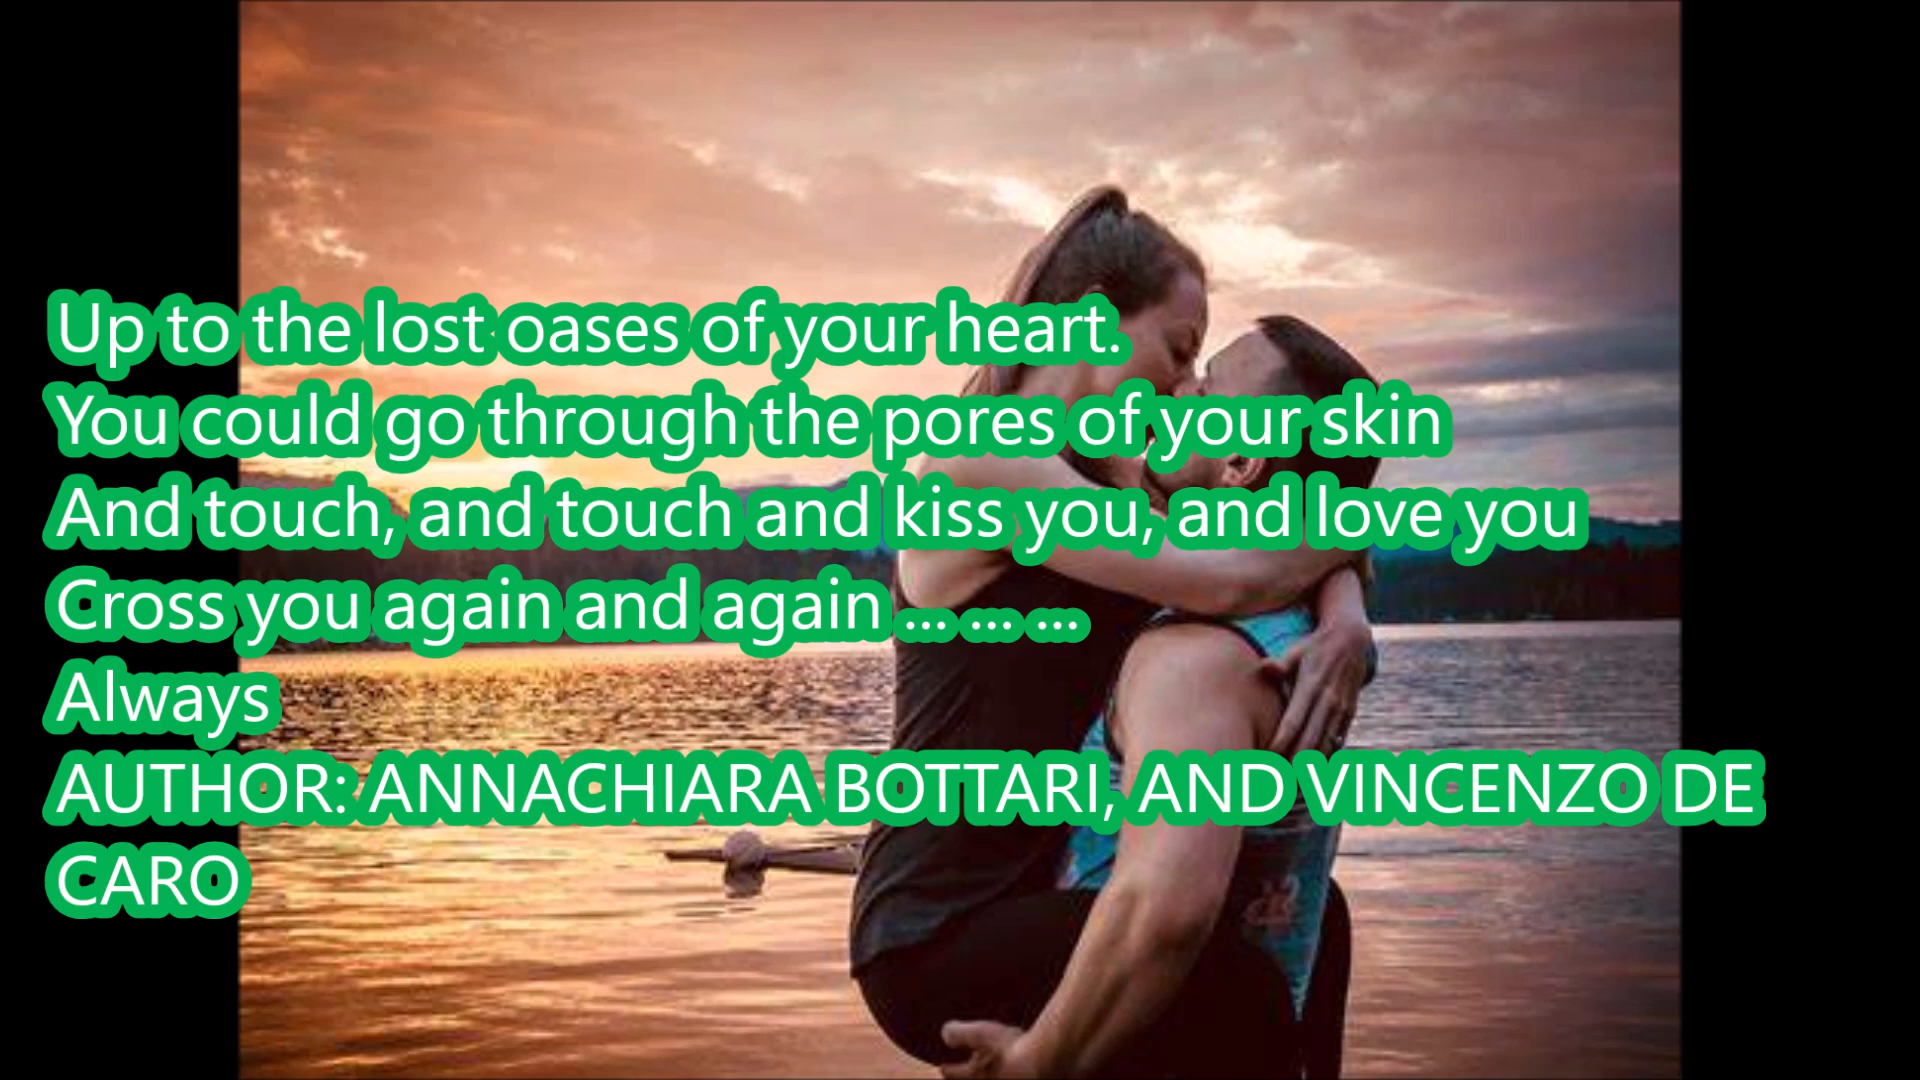 Up to the lost oases of your heart.
You could go through the pores of your skin
And touch, and touch and kiss you, and love you
Cross you again and again ... ... ...
Always
AUTHOR: ANNACHIARA BOTTARI, AND VINCENZO DE
CARO